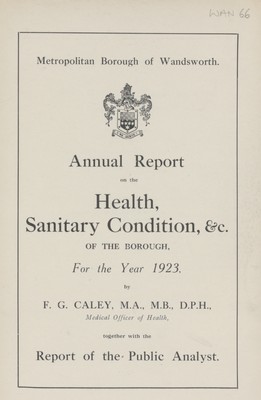 WAN 66
Metropolitan Borough of Wandsworth.
Annual Report
on the
Health,
Sanitary Condition, &c.
OF THE BOROUGH,
For the Year 1923.
by
F. G. CALEY, M.A., M.B., D.P.H.,
Medical Officer of Health,
together with the
Report of the Public Analyst.